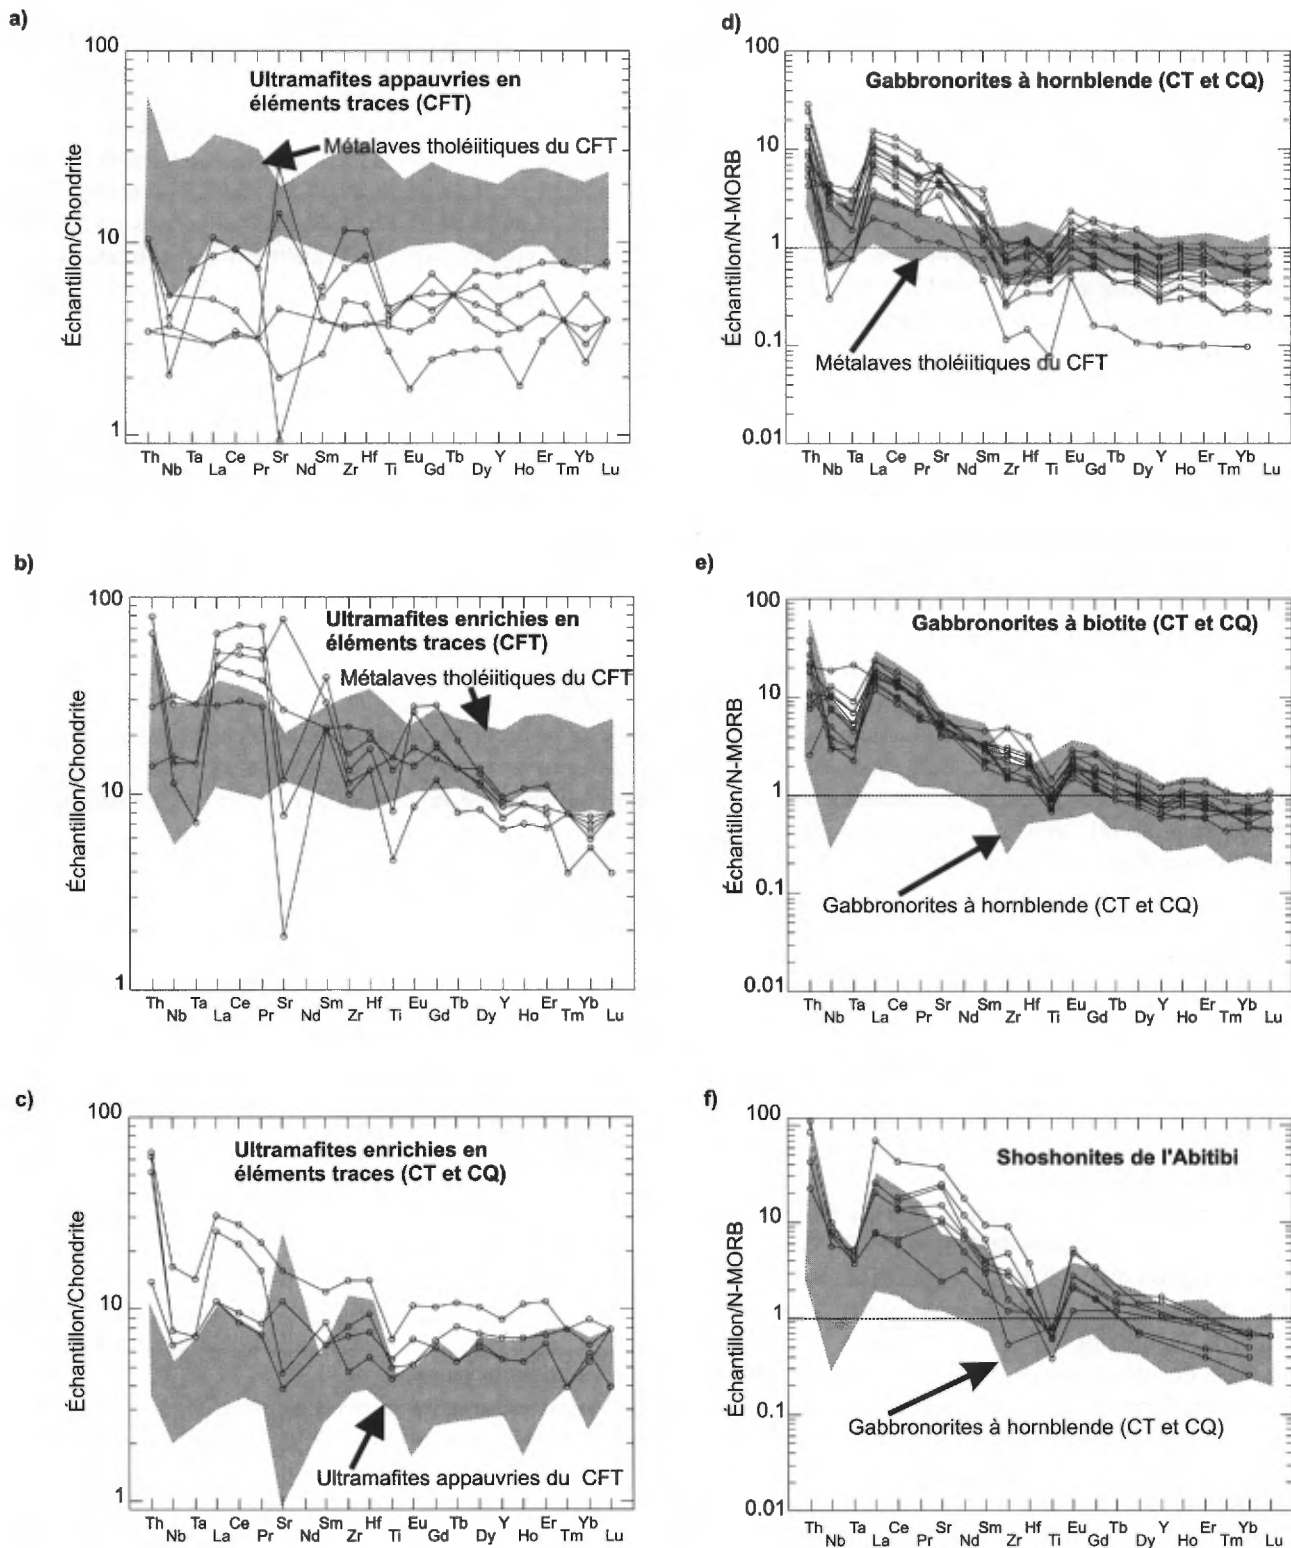 a)
Échantillon/Chondrite
100
10
1
Ultramafites appauvries en
éléments traces (CFT)
Métalaves tholéiitiques du CFT
Th Nb Ta La Ce Pr Sr Nd Sm Zr Hf Ti Eu Gd Tb Dy Y Ho Er Tm Yb Lu
b)
Échantillon/Chondrite
100
10
1
Ultramafites enrichies en
éléments traces (CFT)
Métalaves tholéiitiques du CFT
Th Nb Ta La Ce Pr Sr Nd Sm Zr Hf Ti Eu Gd Tb Dy Y Ho Er Tm Yb Lu
c)
Échantillon/Chondrite
100
10
1
Ultramafites enrichies en
éléments traces (CT et CQ)
Ultramafites appauvries du CFT
Th Nb Ta La Ce Pr Sr Nd Sm Zr Hf Ti Eu Gd Tb Dy Y Ho Er Tm Yb Lu
d)
Échantillon/N-MORB
100
10
1
0.1
0.01
Gabbronorites à hornblende (CT et CQ)
Métalaves tholéiitiques du CFT
Th Nb Ta La Ce Pr Sr Nd Sm Zr Hf Ti Eu Gd Tb Dy Y Ho Er Tm Yb Lu
e)
Échantillon/N-MORB
100
10
1
0.1
0.01
Gabbronorites à biotite (CT et CQ)
Gabbronorites à hornblende (CT et CQ)
Th Nb Ta La Ce Pr Sr Nd Sm Zr Hf Ti Eu Gd Tb Dy Y Ho Er Tm Yb Lu
f)
Échantillon/N-MORB
100
10
1
0.1
0.01
Shoshonites de l'Abitibi
Gabbronorites à hornblende (CT et CQ)
Th Nb Ta La Ce Pr Sr Nd Sm Zr Hf Ti Eu Gd Tb Dy Y Ho Er Tm Yb Lu